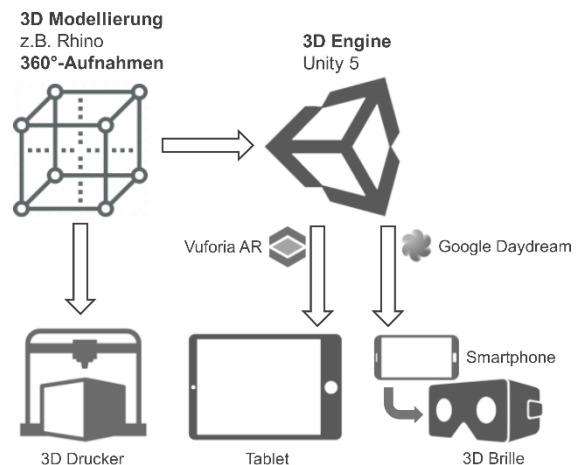 3D Modellierung
z.B. Rhino
360°-Aufnahmen
3D Engine
Unity 5
Vuforia AR
Google Daydream
Smartphone
3D Drucker
Tablet
3D Brille